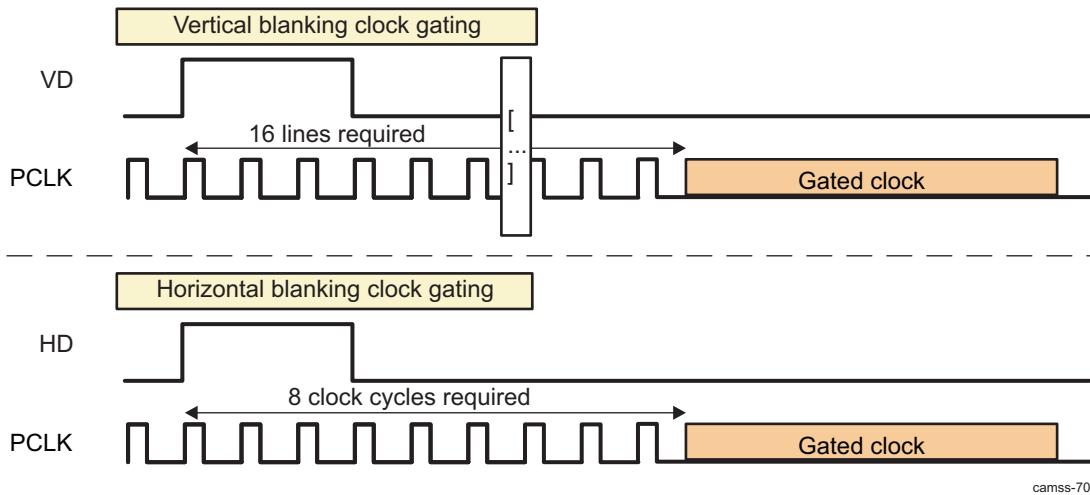 Vertical blanking clock gating
VD
16 lines required
[
...
]
PCLK
Gated clock
Horizontal blanking clock gating
HD
8 clock cycles required
PCLK
Gated clock
camss-70